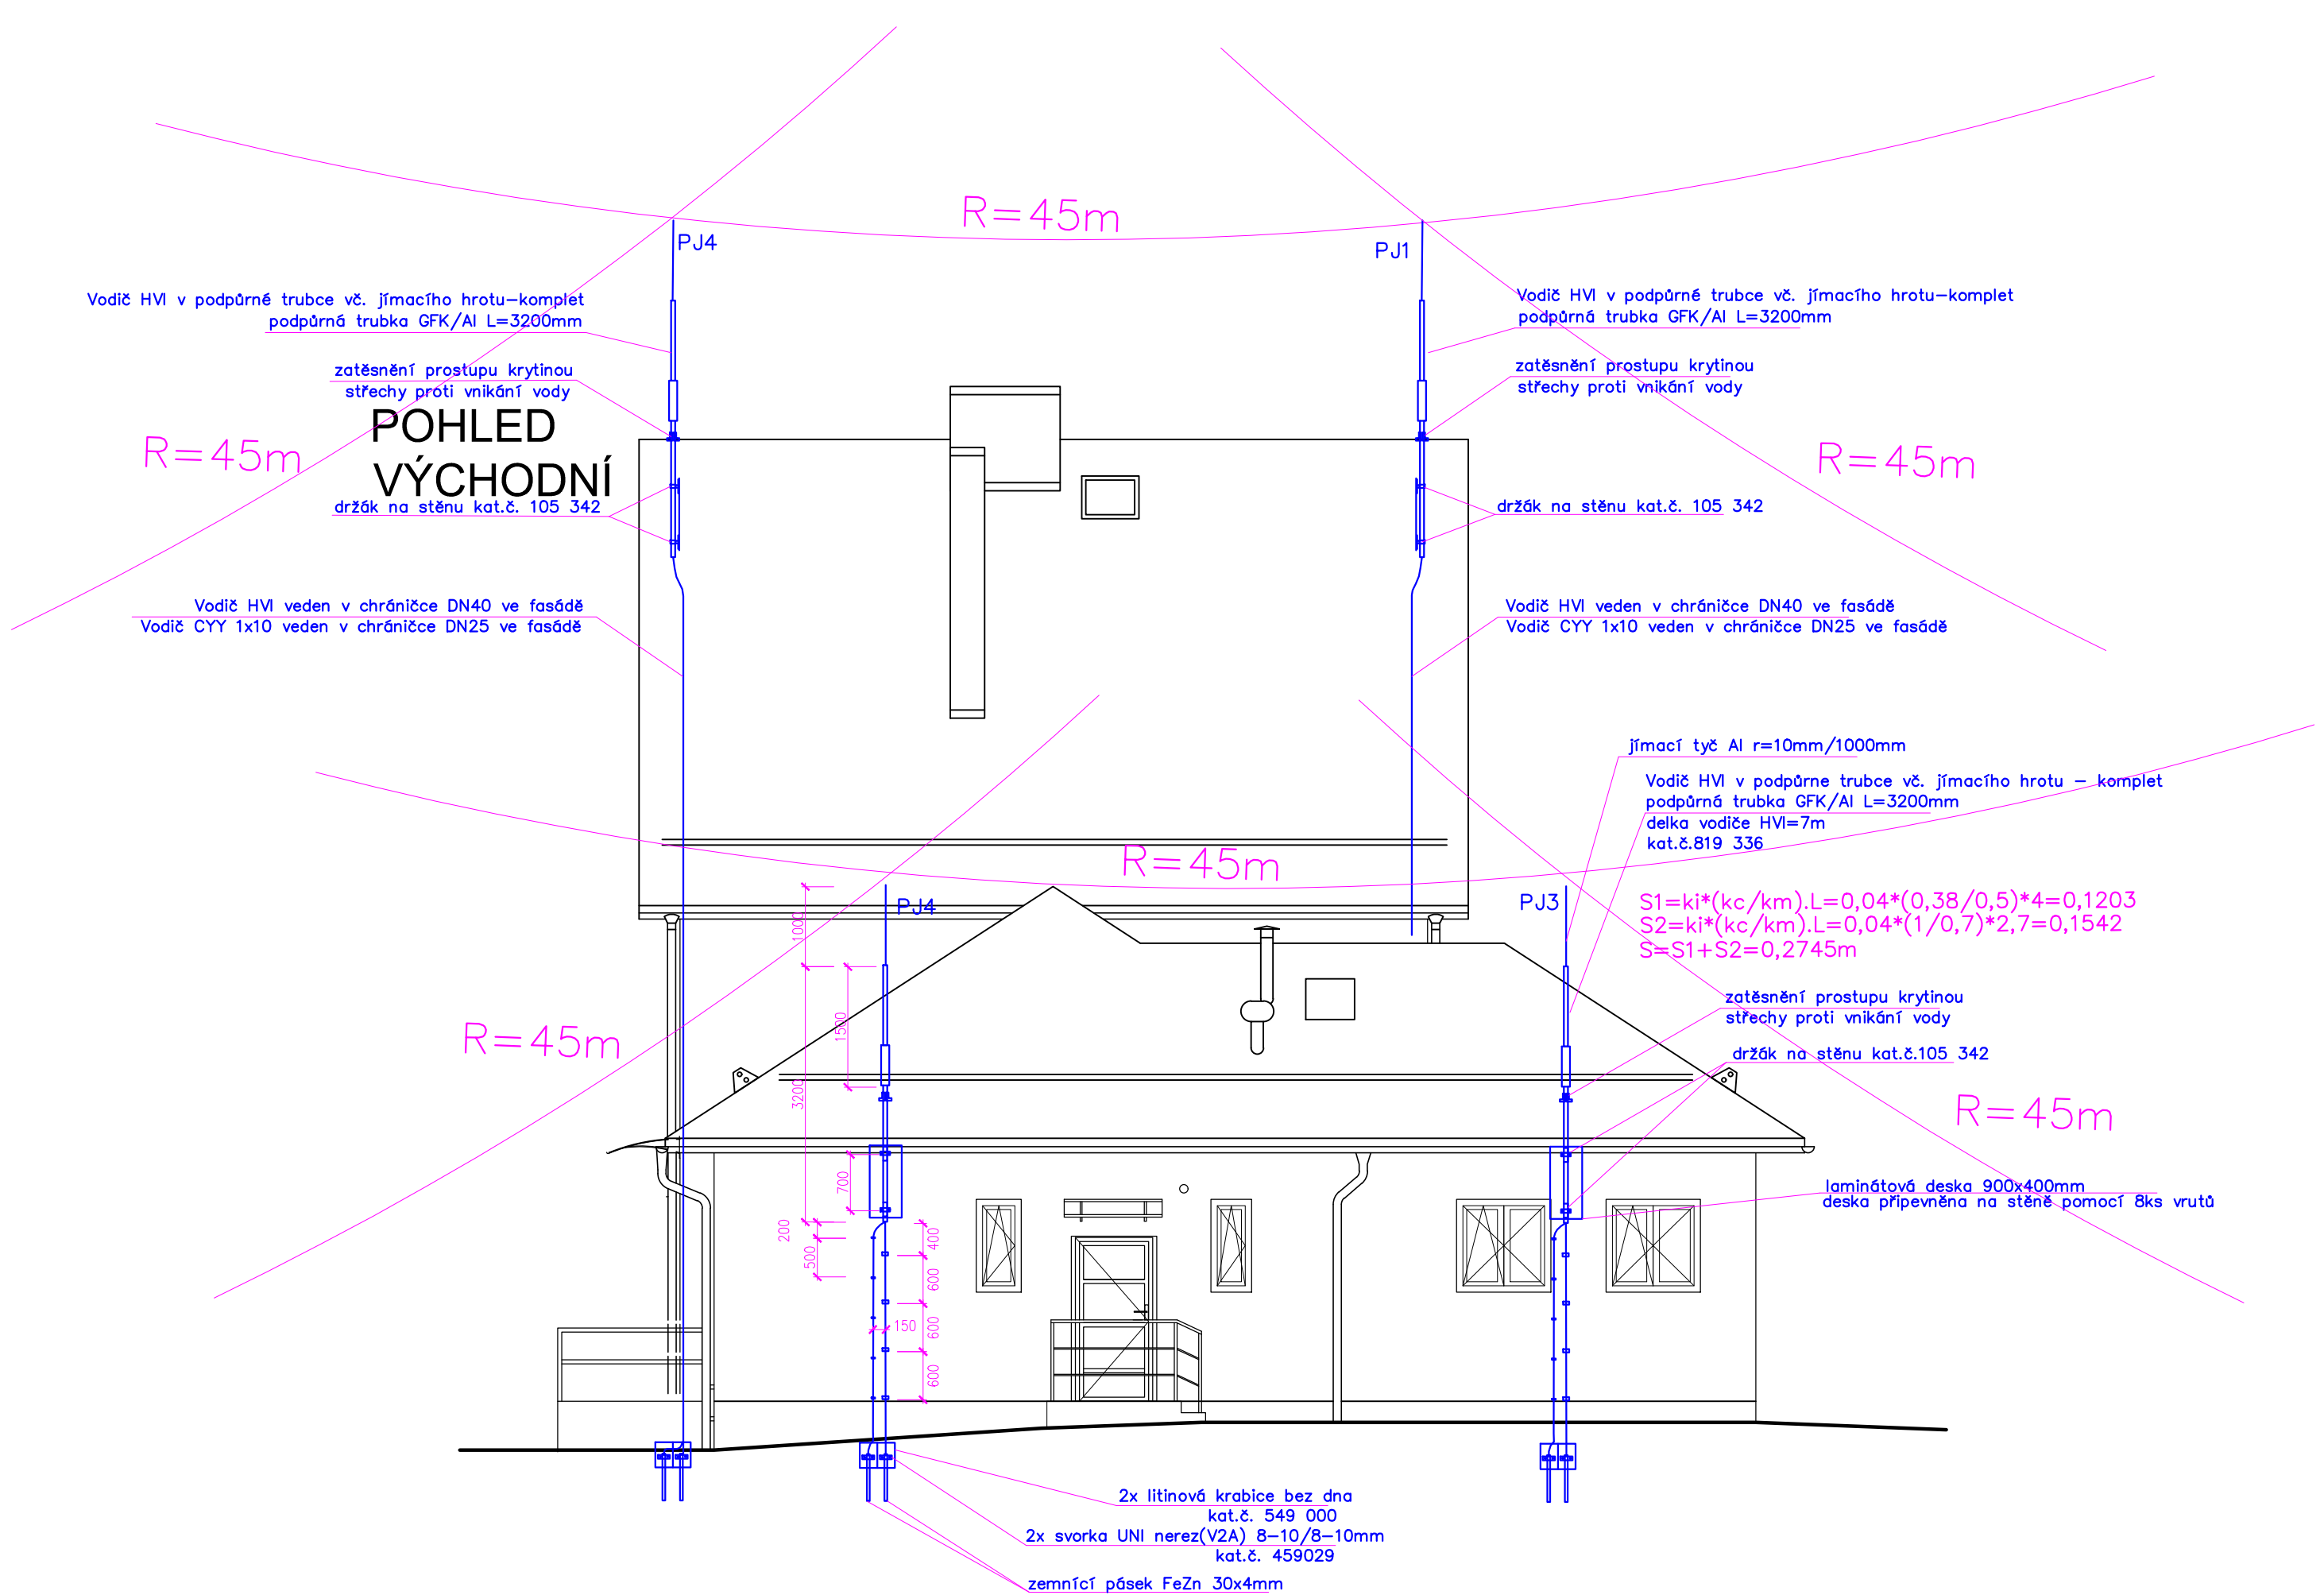 R=45m
PJ4
PJ1
Vodič HVI v podpůrné trubce vč. jímacího hrotu-komplet
podpůrná trubka GFK/Al L=3200mm
Vodič HVI v podpůrné trubce vč. jímacího hrotu-komplet
podpůrná trubka GFK/Al L=3200mm
zatěsnění prostupu krytinou
střechy proti vnikání vody
zatěsnění prostupu krytinou
střechy proti vnikání vody
POHLED
VÝCHODNÍ
R=45m
R=45m
držák na stěnu kat.č. 105 342
držák na stěnu kat.č. 105 342
Vodič HVI veden v chráničce DN40 ve fasádě
Vodič CYY 1x10 veden v chráničce DN25 ve fasádě
Vodič HVI veden v chráničce DN40 ve fasádě
Vodič CYY 1x10 veden v chráničce DN25 ve fasádě
jímací tyč Al r=10mm/1000mm
Vodič HVI v podpůrne trubce vč. jímacího hrotu - komplet
podpůrná trubka GFK/Al L=3200mm
delka vodiče HVI=7m
kat.č.819 336
R=45m
PJ4
PJ3
S1=ki*(kc/km).L=0,04*(0,38/0,5)*4=0,1203
S2=ki*(kc/km).L=0,04*(1/0,7)*2,7=0,1542
S=S1+S2=0,2745m
1000
1500
3200
700
200
500
400
600
600
600
150
zatěsnění prostupu krytinou
střechy proti vnikání vody
držák na stěnu kat.č.105 342
R=45m
R=45m
laminátová deska 900x400mm
deska připevněna na stěně pomocí 8ks vrutů
2x litinová krabice bez dna
kat.č. 549 000
2x svorka UNI nerez(V2A) 8-10/8-10mm
kat.č. 459029
zemnící pásek FeZn 30x4mm